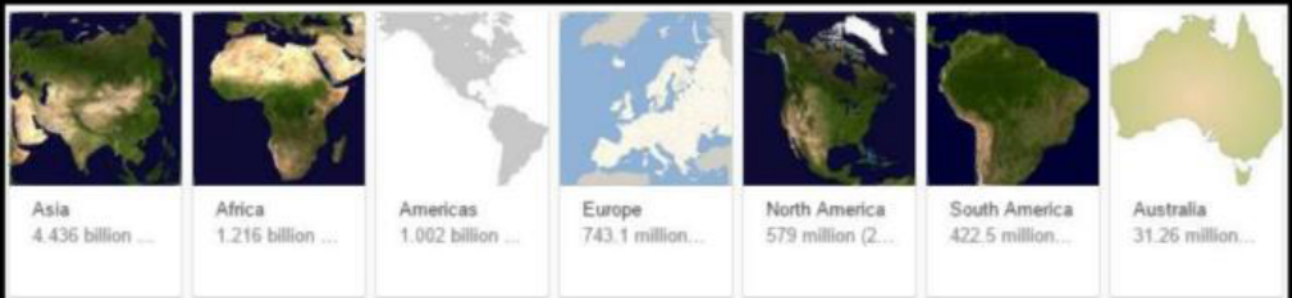 Asia
4.436 billion ...
Africa
1.216 billion ...
Americas
1.002 billion ...
Europe
743.1 million...
North America
579 million (2...
South America
422.5 million...
Australia
31.26 million...